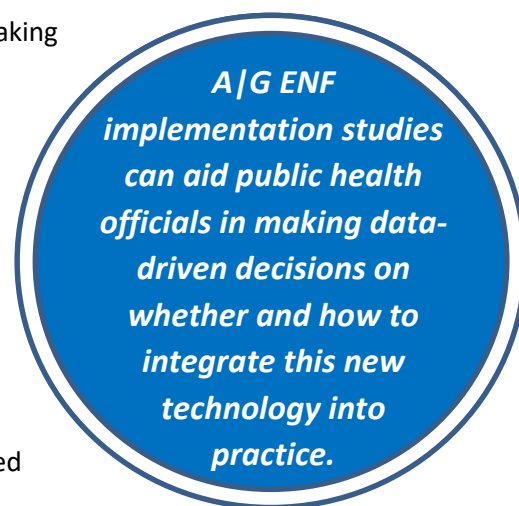 aking
A|G ENF
implementation studies
can aid public health
officials in making data-
driven decisions on
whether and how to
integrate this new
technology into
practice.
ed